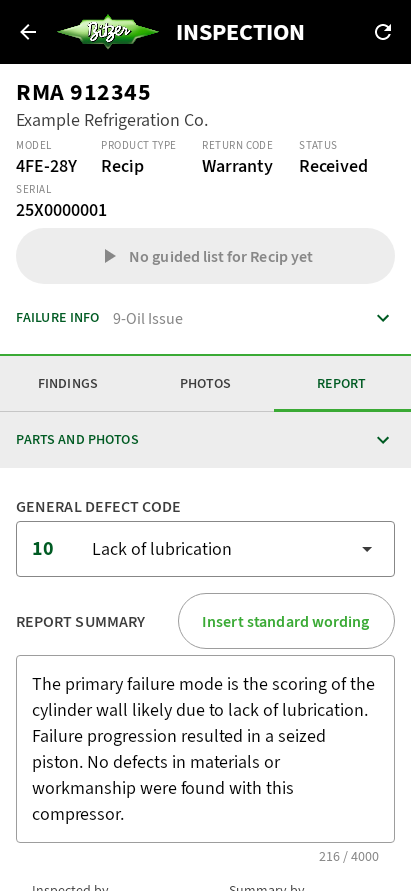 Bitzer INSPECTION
RMA 912345
Example Refrigeration Co.
MODEL PRODUCT TYPE RETURN CODE STATUS
4FE-28Y Recip Warranty Received
SERIAL
25X0000001
No guided list for Recip yet
FAILURE INFO 9-Oil Issue
FINDINGS PHOTOS REPORT
PARTS AND PHOTOS
GENERAL DEFECT CODE
10 Lack of lubrication
REPORT SUMMARY Insert standard wording
The primary failure mode is the scoring of the
cylinder wall likely due to lack of lubrication.
Failure progression resulted in a seized
piston. No defects in materials or
workmanship were found with this
compressor.
216 / 4000
Inspected by Summary by